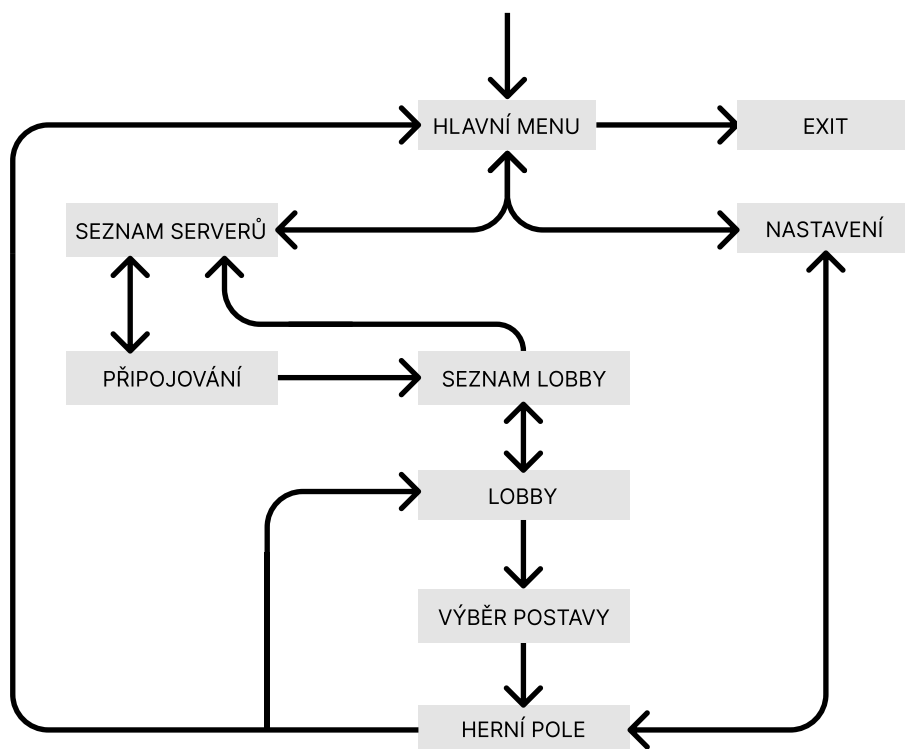 HLAVNÍ MENU
EXIT
SEZNAM SERVERŮ
NASTAVENÍ
PŘIPOJOVÁNÍ
SEZNAM LOBBY
LOBBY
VÝBĚR POSTAVY
HERNÍ POLE